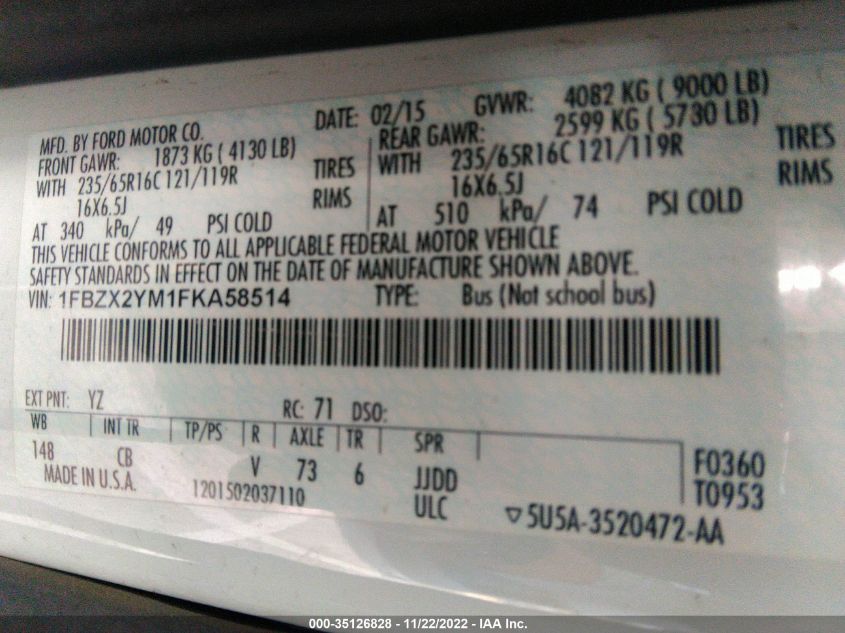 MFD. BY FORD MOTOR CO. DATE: 02/15 GVWR: 4082 KG ( 9000 LB)
FRONT GAWR: 1873 KG ( 4130 LB) REAR GAWR: 2599 KG ( 5730 LB)
WITH 235/65R16C 121/119R TIRES WITH 235/65R16C 121/119R TIRES
16X6.5J RIMS 16X6.5J RIMS
AT 340 kPa/ 49 PSI COLD AT 510 kPa/ 74 PSI COLD
THIS VEHICLE CONFORMS TO ALL APPLICABLE FEDERAL MOTOR VEHICLE
SAFETY STANDARDS IN EFFECT ON THE DATE OF MANUFACTURE SHOWN ABOVE.
VIN: 1FBZX2YM1FKA58514 TYPE: Bus (Not school bus)
EXT PNT: YZ RC: 71 DSO:
WB INT TR TP/PS R AXLE TR SPR
148 CB V 73 6 JJDD F0360
MADE IN U.S.A. 1201502037110 ULC T0953
▽5U5A-3520472-AA
000-35126828 - 11/22/2022 - IAA Inc.